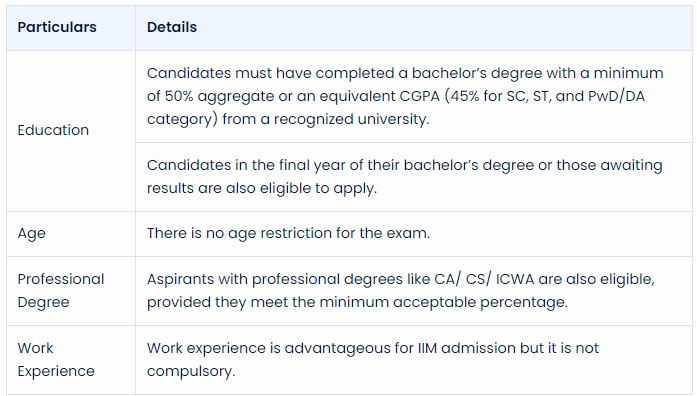 Particulars
Details
Education
Candidates must have completed a bachelor’s degree with a minimum
of 50% aggregate or an equivalent CGPA (45% for SC, ST, and PwD/DA
category) from a recognized university.
Candidates in the final year of their bachelor’s degree or those awaiting
results are also eligible to apply.
Age
There is no age restriction for the exam.
Professional
Degree
Aspirants with professional degrees like CA/ CS/ ICWA are also eligible,
provided they meet the minimum acceptable percentage.
Work
Experience
Work experience is advantageous for IIM admission but it is not
compulsory.